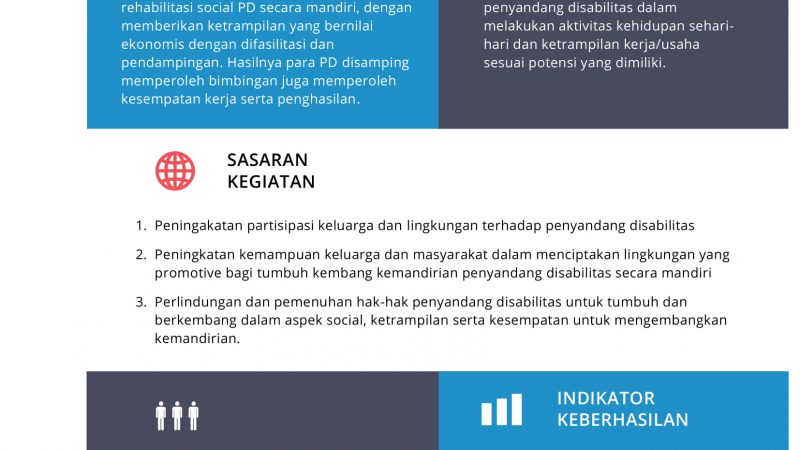 rehabilitasi social PD secara mandiri, dengan
memberikan ketrampilan yang bernilai
ekonomis dengan difasilitasi dan
pendampingan. Hasilnya para PD disamping
memperoleh bimbingan juga memperoleh
kesempatan kerja serta penghasilan.
penyandang disabilitas dalam
melakukan aktivitas kehidupan sehari-
hari dan ketrampilan kerja/usaha
sesuai potensi yang dimiliki.
SASARAN
KEGIATAN
1. Peningakatan partisipasi keluarga dan lingkungan terhadap penyandang disabilitas
2. Peningkatan kemampuan keluarga dan masyarakat dalam menciptakan lingkungan yang
promotive bagi tumbuh kembang kemandirian penyandang disabilitas secara mandiri
3. Perlindungan dan pemenuhan hak-hak penyandang disabilitas untuk tumbuh dan
berkembang dalam aspek social, ketrampilan serta kesempatan untuk mengembangkan
kemandirian.
INDIKATOR
KEBERHASILAN